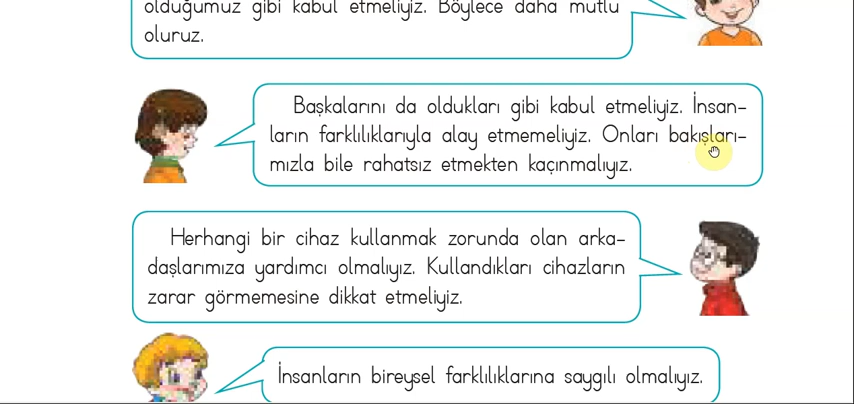 olduğumuz gibi kabul etmeliyiz. Böylece daha mutlu
oluruz.
Başkalarını da oldukları gibi kabul etmeliyiz. İnsan-
ların farklılıklarıyla alay etmemeliyiz. Onları bakışları-
mızla bile rahatsız etmekten kaçınmalıyız.
Herhangi bir cihaz kullanmak zorunda olan arka-
daşlarımıza yardımcı olmalıyız. Kullandıkları cihazların
zarar görmemesine dikkat etmeliyiz.
İnsanların bireysel farklılıklarına saygılı olmalıyız.